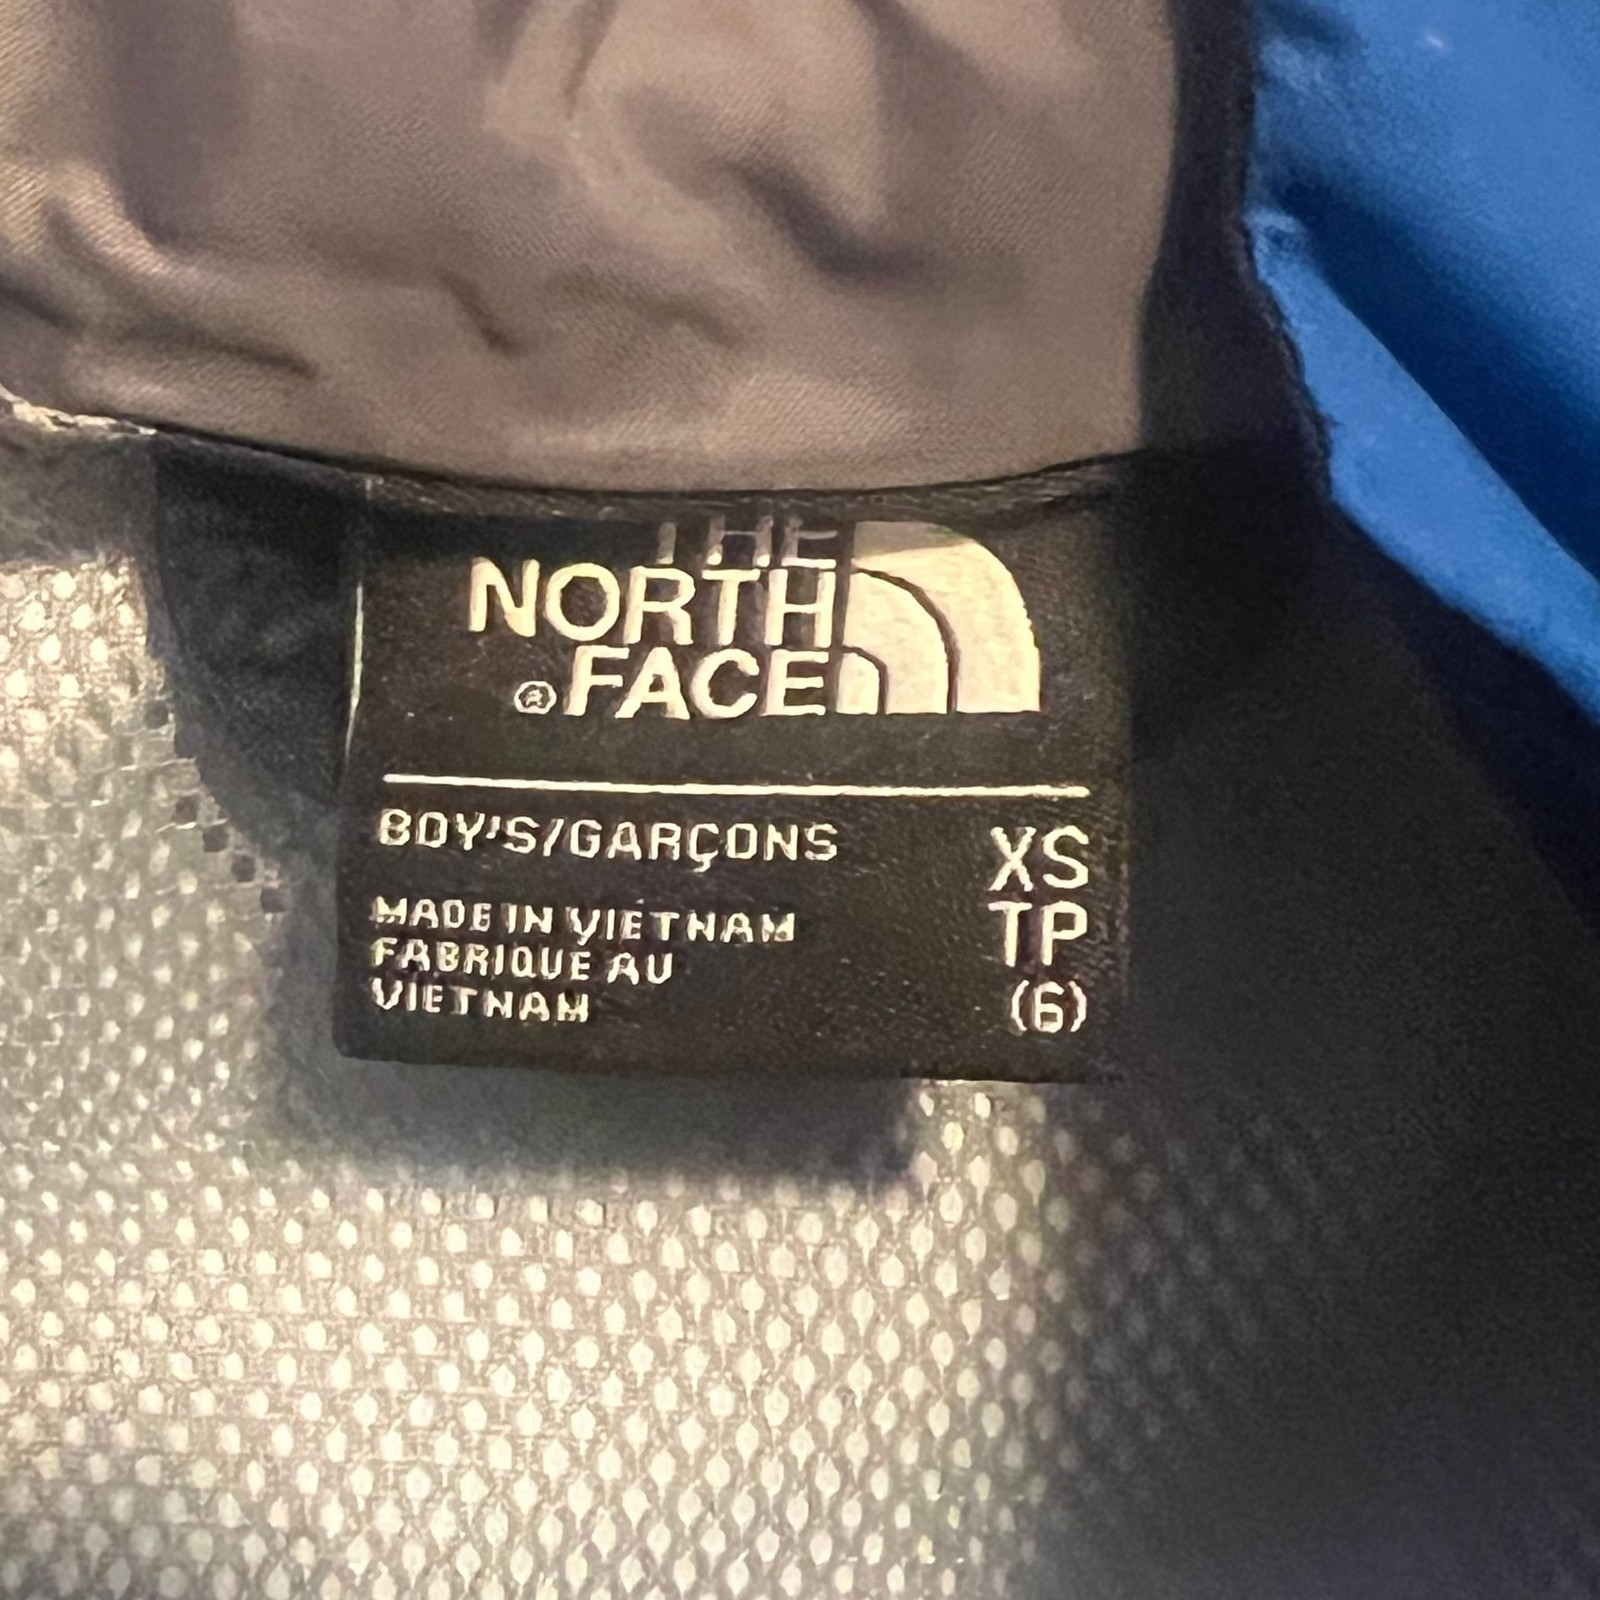 THE
NORTH
®FACE
BOY'S/GARÇONS
XS
TP
(6)
MADE IN VIETNAM
FABRIQUE AU
VIETNAM